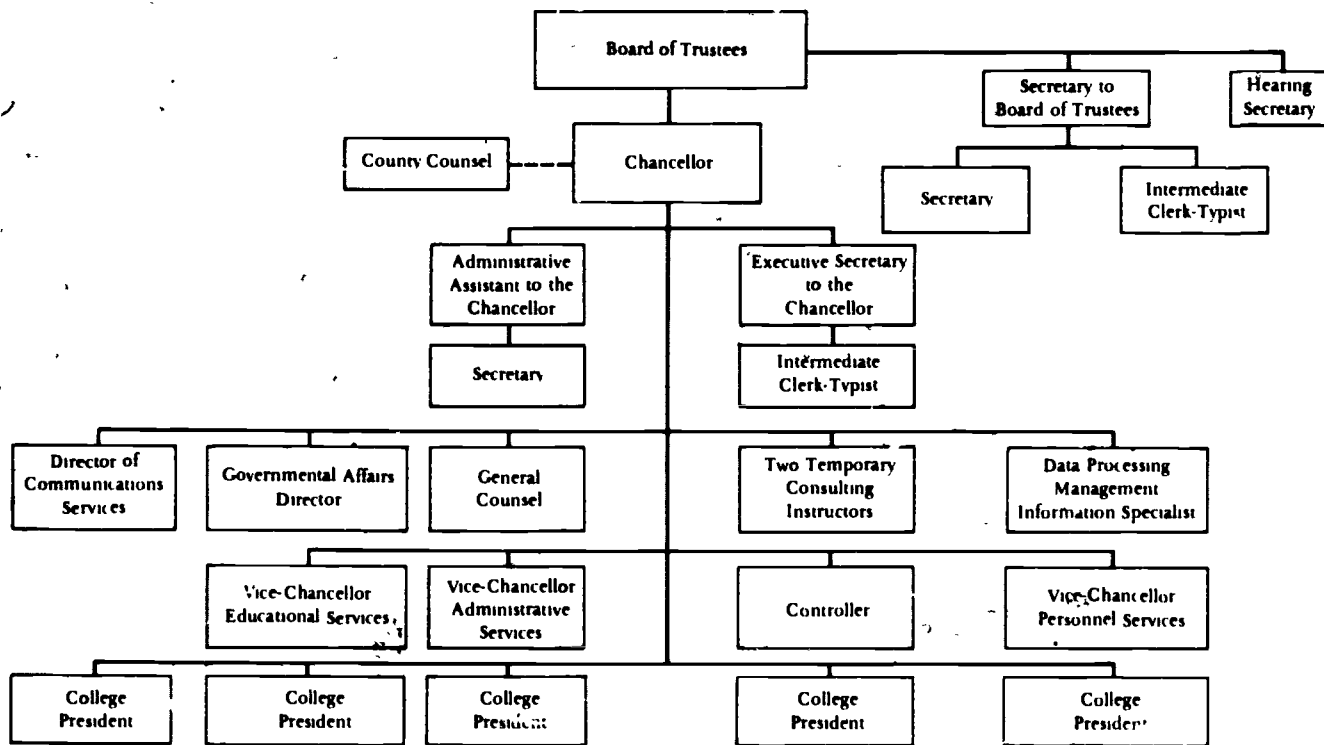 Board of Trustees
Secretary to
Board of Trustees
Hearing
Secretary
County Counsel
Chancellor
Secretary
Intermediate
Clerk-Typist
Administrative
Assistant to the
Chancellor
Executive Secretary
to the
Chancellor
Secretary
Intermediate
Clerk-Typist
Director of
Communications
Services
Governmental Affairs
Director
General
Counsel
Two Temporary
Consulting
Instructors
Data Processing
Management
Information Specialist
Vice-Chancellor
Educational Services
Vice-Chancellor
Administrative
Services
Controller
Vice-Chancellor
Personnel Services
College
President
College
President
College
President
College
President
College
President